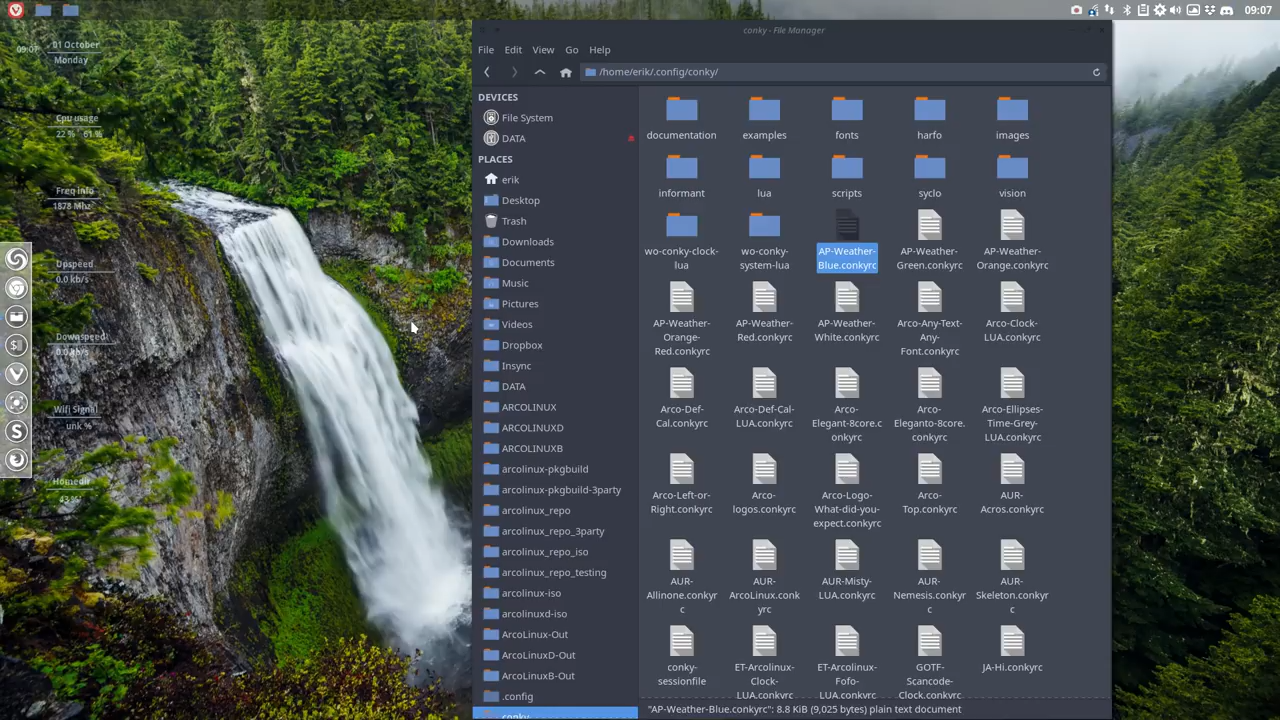 09:07
conky - File Manager
09:07
01 October
Monday
Cpu usage
22 % 61 %
Freq info
1878 Mhz
Upspeed
0.0 kb/s
Downspeed
0.0 kb/s
Wifi Signal
unk %
Homedir
43 %
File Edit View Go Help
/home/erik/.config/conky/
DEVICES
File System
DATA
PLACES
erik
Desktop
Trash
Downloads
Documents
Music
Pictures
Videos
Dropbox
Insync
DATA
ARCOLINUX
ARCOLINUXD
ARCOLINUXB
arcolinux-pkgbuild
arcolinux-pkgbuild-3party
arcolinux_repo
arcolinux_repo_3party
arcolinux_repo_iso
arcolinux_repo_testing
arcolinux-iso
arcolinuxd-iso
ArcoLinux-Out
ArcoLinuxD-Out
ArcoLinuxB-Out
.config
conky
documentation
examples
fonts
harfo
images
informant
lua
scripts
syclo
vision
wo-conky-clock-
lua
wo-conky-
system-lua
AP-Weather-
Blue.conkyrc
AP-Weather-
Green.conkyrc
AP-Weather-
Orange.conkyrc
AP-Weather-
Orange-
Red.conkyrc
AP-Weather-
Red.conkyrc
AP-Weather-
White.conkyrc
Arco-Any-Text-
Any-
Font.conkyrc
Arco-Clock-
LUA.conkyrc
Arco-Def-
Cal.conkyrc
Arco-Def-Cal-
LUA.conkyrc
Arco-
Elegant-8core.c
onkyrc
Arco-
Eleganto-8core.
conkyrc
Arco-Ellipses-
Time-Grey-
LUA.conkyrc
Arco-Left-or-
Right.conkyrc
Arco-
logos.conkyrc
Arco-Logo-
What-did-you-
expect.conkyrc
Arco-
Top.conkyrc
AUR-
Acros.conkyrc
AUR-
Allinone.conkyr
c
AUR-
ArcoLinux.conk
yrc
AUR-Misty-
LUA.conkyrc
AUR-
Nemesis.conkyr
c
AUR-
Skeleton.conkyr
c
conky-
sessionfile
ET-Arcolinux-
Clock-
LUA.conkyrc
ET-Arcolinux-
Fofo-
LUA.conkyrc
GOTF-
Scancode-
Clock.conkyrc
JA-Hi.conkyrc
"AP-Weather-Blue.conkyrc": 8.8 KiB (9,025 bytes) plain text document